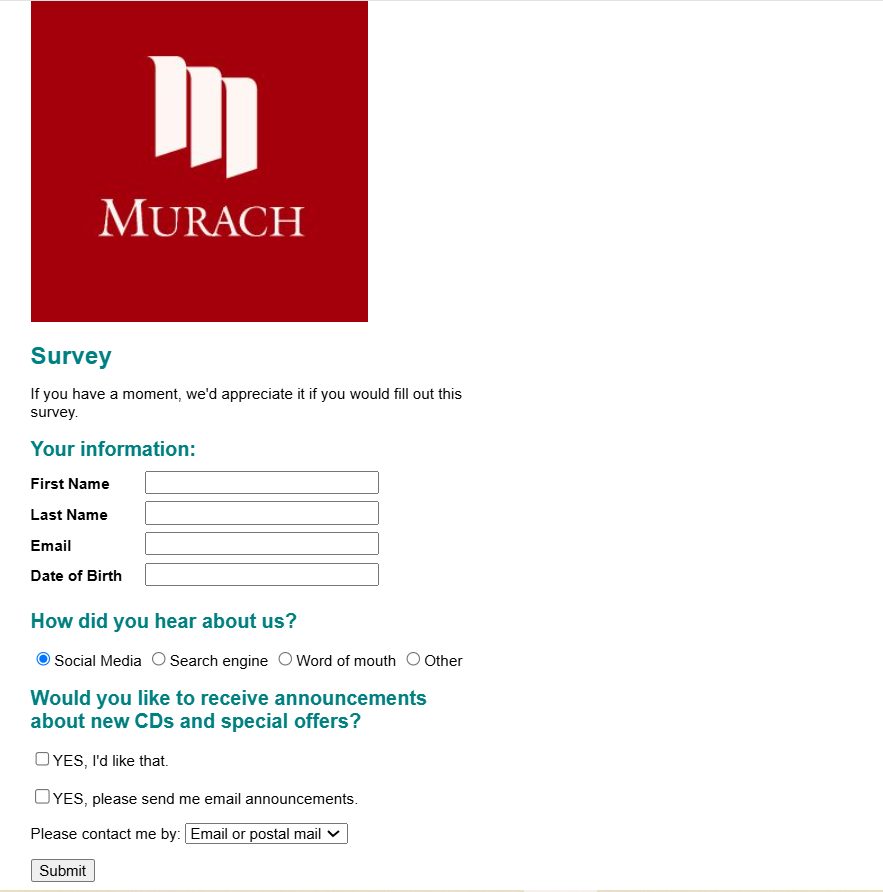 MURACH
Survey
If you have a moment, we'd appreciate it if you would fill out this
survey.
Your information:
First Name
Last Name
Email
Date of Birth
How did you hear about us?
Social Media Search engine Word of mouth Other
Would you like to receive announcements
about new CDs and special offers?
YES, I'd like that.
YES, please send me email announcements.
Please contact me by: Email or postal mail
Submit